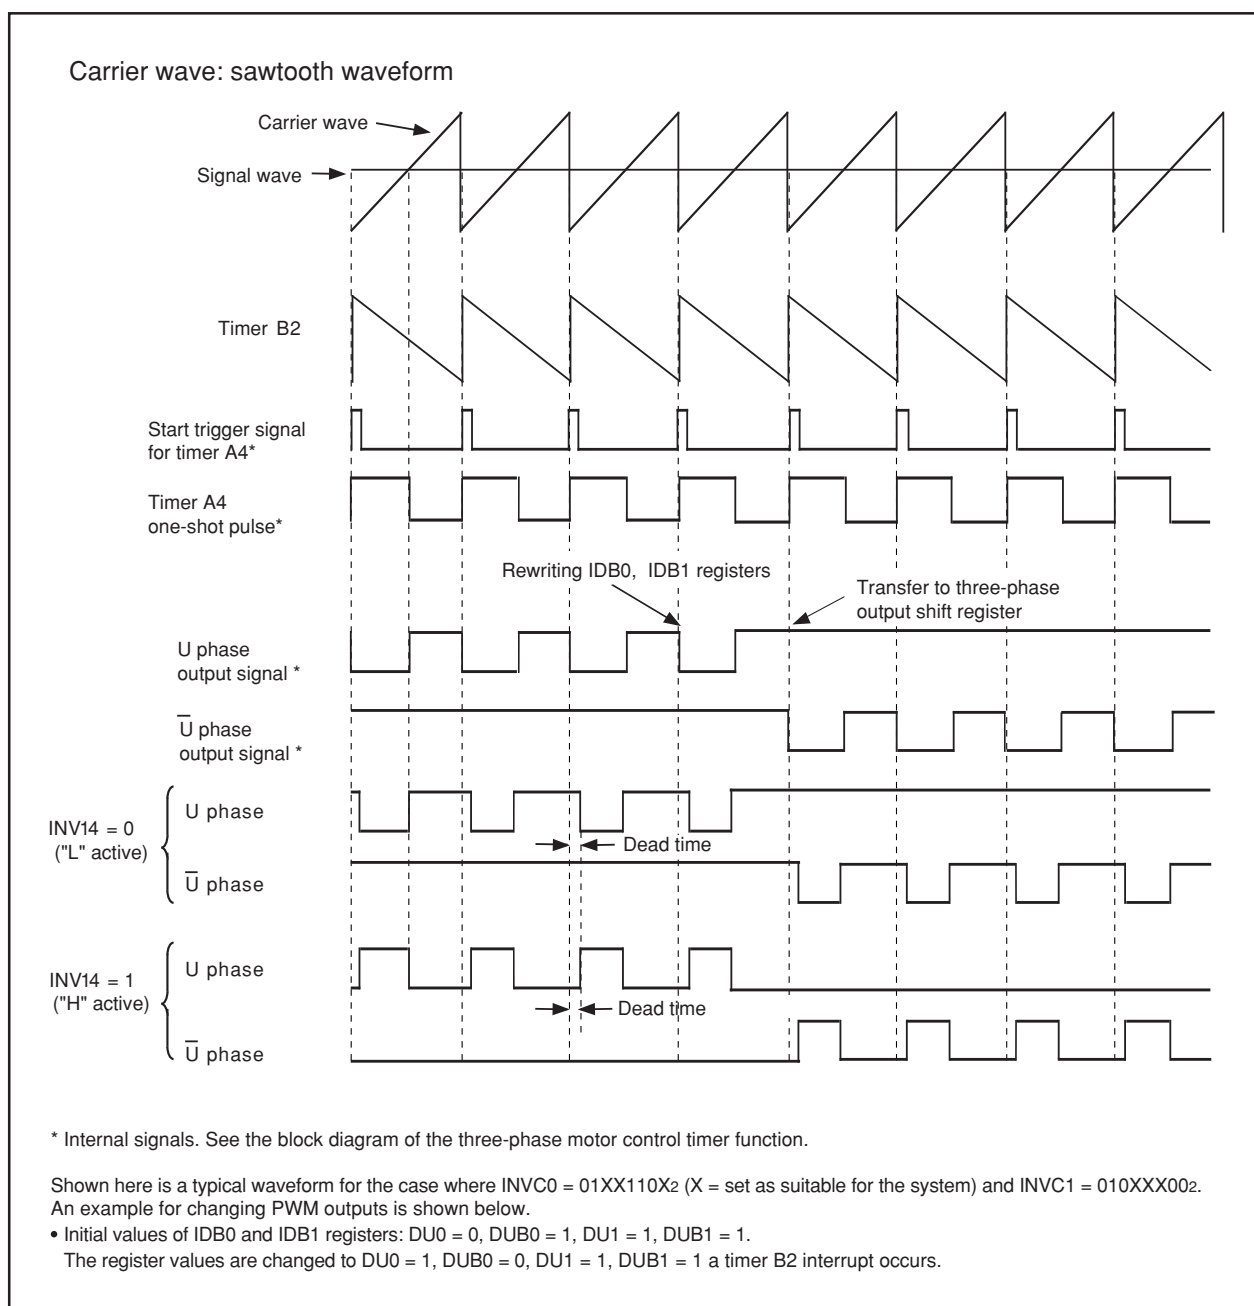 Carrier wave: sawtooth waveform
Carrier wave
Signal wave
Timer B2
Start trigger signal
for timer A4*
Timer A4
one-shot pulse*
Rewriting IDB0, IDB1 registers
Transfer to three-phase
output shift register
U phase
output signal *
U̅ phase
output signal *
INV14 = 0
("L" active)
U phase
Dead time
U̅ phase
INV14 = 1
("H" active)
U phase
Dead time
U̅ phase
* Internal signals. See the block diagram of the three-phase motor control timer function.
Shown here is a typical waveform for the case where INVC0 = 01XX110X₂ (X = set as suitable for the system) and INVC1 = 010XXX00₂.
An example for changing PWM outputs is shown below.
• Initial values of IDB0 and IDB1 registers: DU0 = 0, DUB0 = 1, DU1 = 1, DUB1 = 1.
The register values are changed to DU0 = 1, DUB0 = 0, DU1 = 1, DUB1 = 1 a timer B2 interrupt occurs.